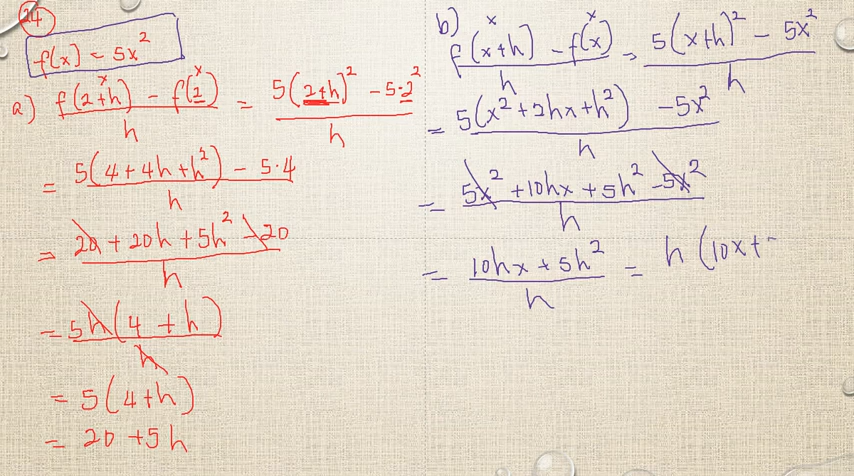 24
f(x) = 5x²
a) (f(2+h) - f(2))/h = (5(2+h)² - 5·2²)/h
x x
= (5(4+4h+h²) - 5·4)/h
= (20 + 20h + 5h² - 20)/h
= 5h(4 + h)/h
= 5(4+h)
= 20 + 5h
b) (f(x+h) - f(x))/h = (5(x+h)² - 5x²)/h
x x
= (5(x²+2hx+h²) - 5x²)/h
= (5x² + 10hx + 5h² - 5x²)/h
= (10hx + 5h²)/h = h(10x+